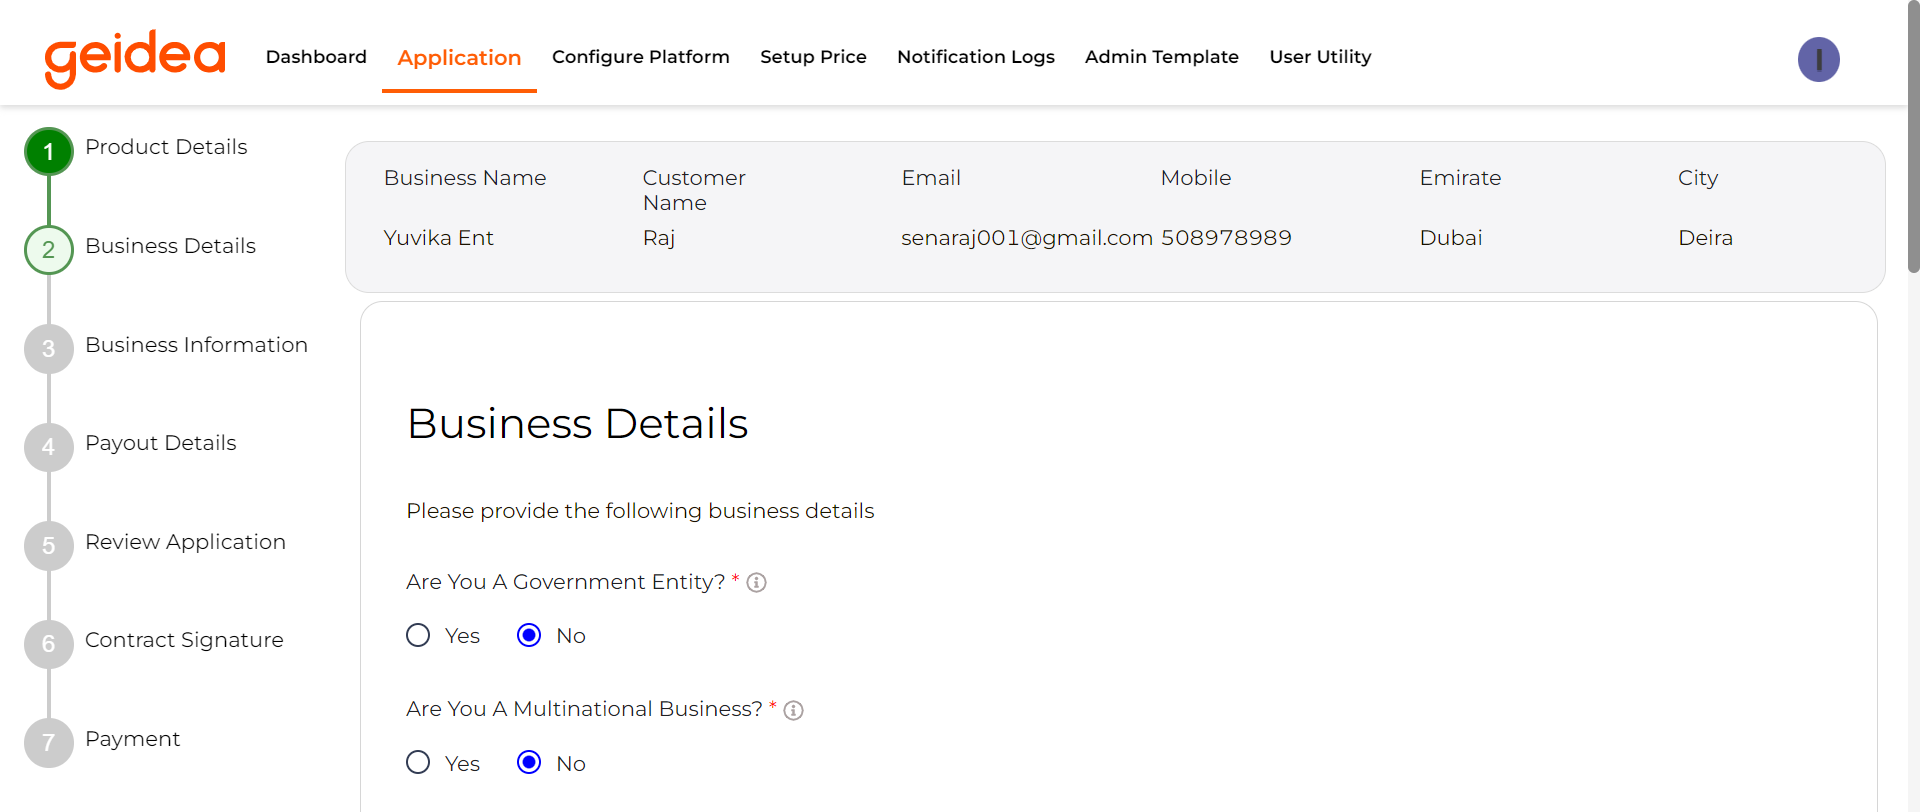 geidea
Dashboard Application Configure Platform Setup Price Notification Logs Admin Template User Utility
I
1 Product Details
2 Business Details
3 Business Information
4 Payout Details
5 Review Application
6 Contract Signature
7 Payment
Business Name Customer Name Email Mobile Emirate City
Yuvika Ent Raj senaraj001@gmail.com 508978989 Dubai Deira
Business Details
Please provide the following business details
Are You A Government Entity? *
Yes No
Are You A Multinational Business? *
Yes No